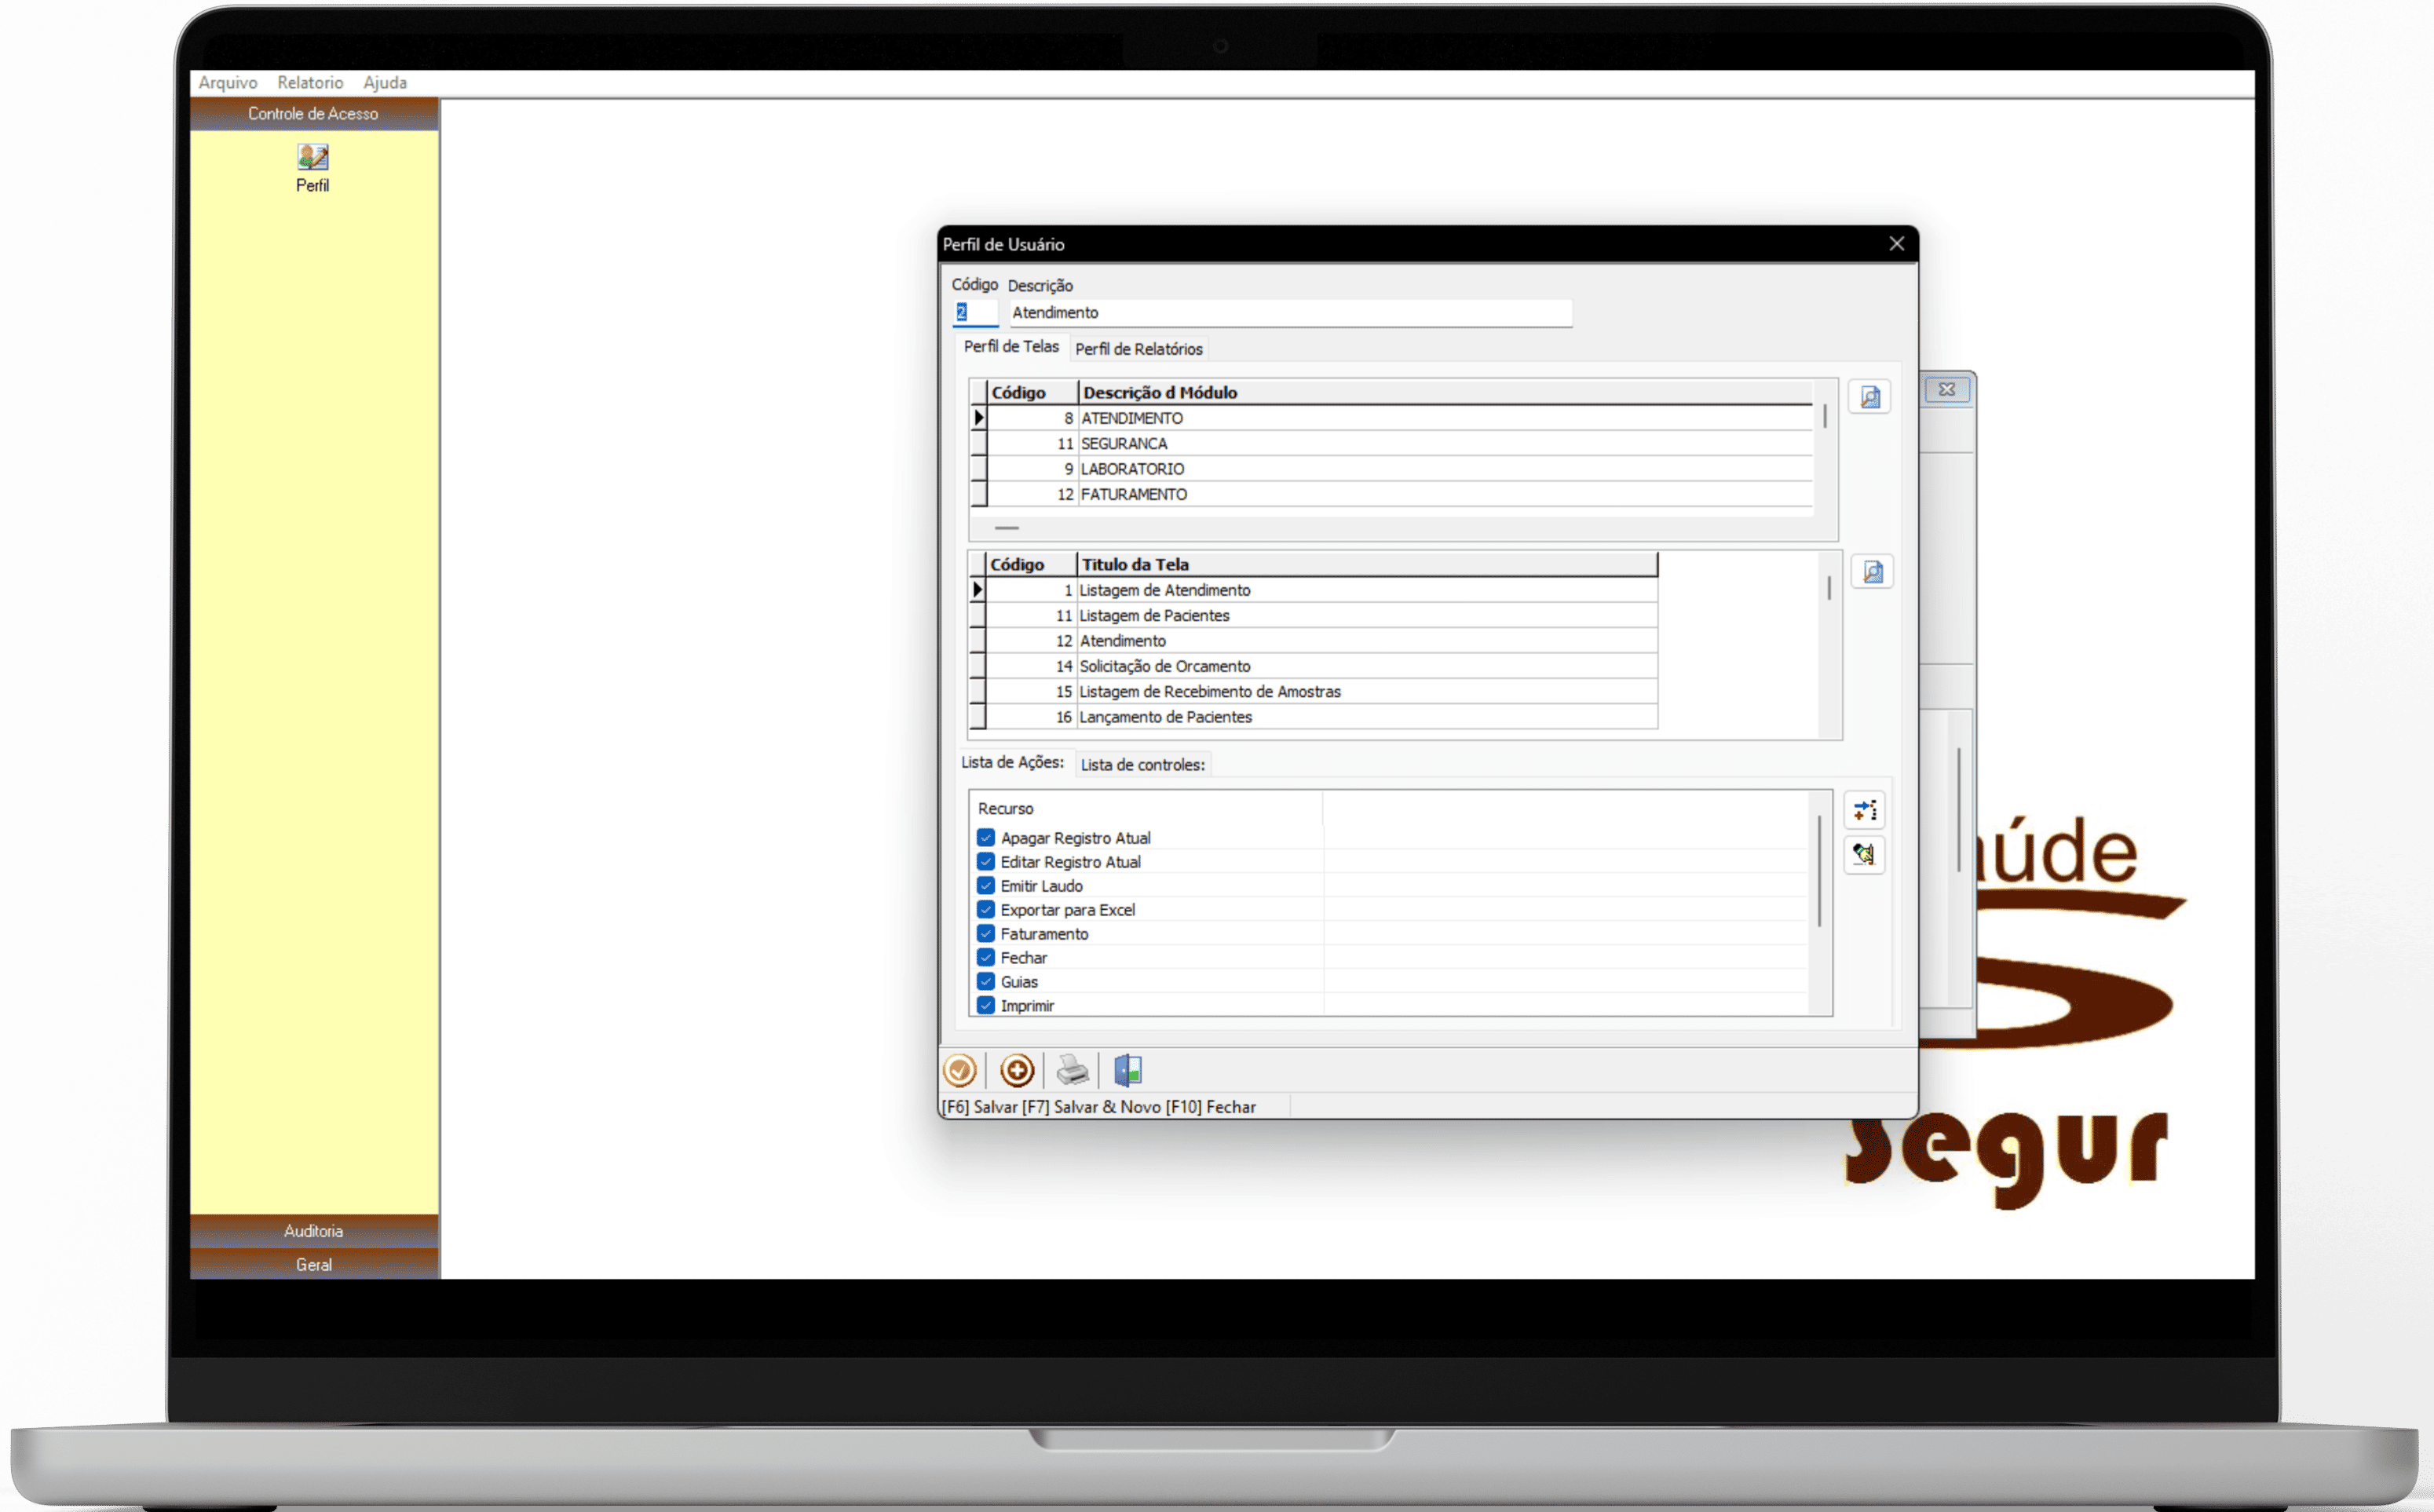 Arquivo Relatorio Ajuda
Controle de Acesso
Perfil
Perfil de Usuário
Código Descrição
2 Atendimento
Perfil de Telas Perfil de Relatórios
Código Descrição d Módulo
8 ATENDIMENTO
11 SEGURANCA
9 LABORATORIO
12 FATURAMENTO
Código Titulo da Tela
1 Listagem de Atendimento
11 Listagem de Pacientes
12 Atendimento
14 Solicitação de Orcamento
15 Listagem de Recebimento de Amostras
16 Lançamento de Pacientes
Lista de Ações: Lista de controles:
Recurso
Apagar Registro Atual
Editar Registro Atual
Emitir Laudo
Exportar para Excel
Faturamento
Fechar
Guias
Imprimir
[F6] Salvar [F7] Salvar & Novo [F10] Fechar
úde
Segur
Auditoria
Geral